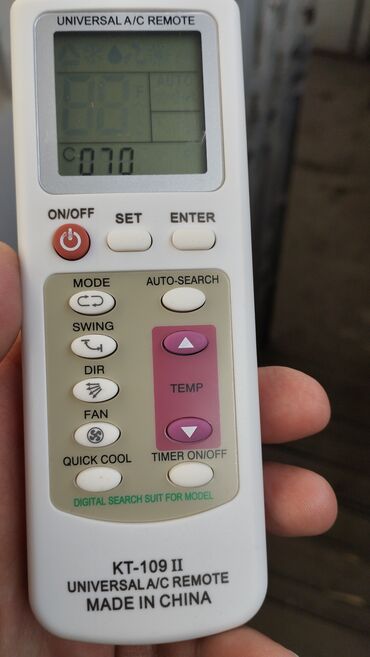 UNIVERSAL A/C REMOTE
AUTO
C070
ON/OFF SET ENTER
MODE AUTO-SEARCH
SWING
DIR
TEMP
FAN
QUICK COOL TIMER ON/OFF
DIGITAL SEARCH SUIT FOR MODEL
KT-109 II
UNIVERSAL A/C REMOTE
MADE IN CHINA